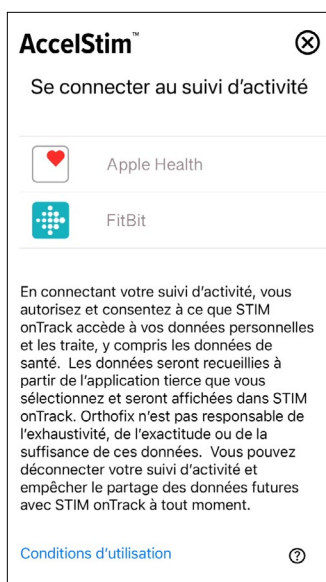 AccelStim™
Se connecter au suivi d'activité
Apple Health
FitBit
En connectant votre suivi d'activité, vous
autorisez et consentez à ce que STIM
onTrack accède à vos données personnelles
et les traite, y compris les données de
santé.  Les données seront recueillies à
partir de l'application tierce que vous
sélectionnez et seront affichées dans STIM
onTrack. Orthofix n'est pas responsable de
l'exhaustivité, de l'exactitude ou de la
suffisance de ces données.  Vous pouvez
déconnecter votre suivi d'activité et
empêcher le partage des données futures
avec STIM onTrack à tout moment.
Conditions d'utilisation